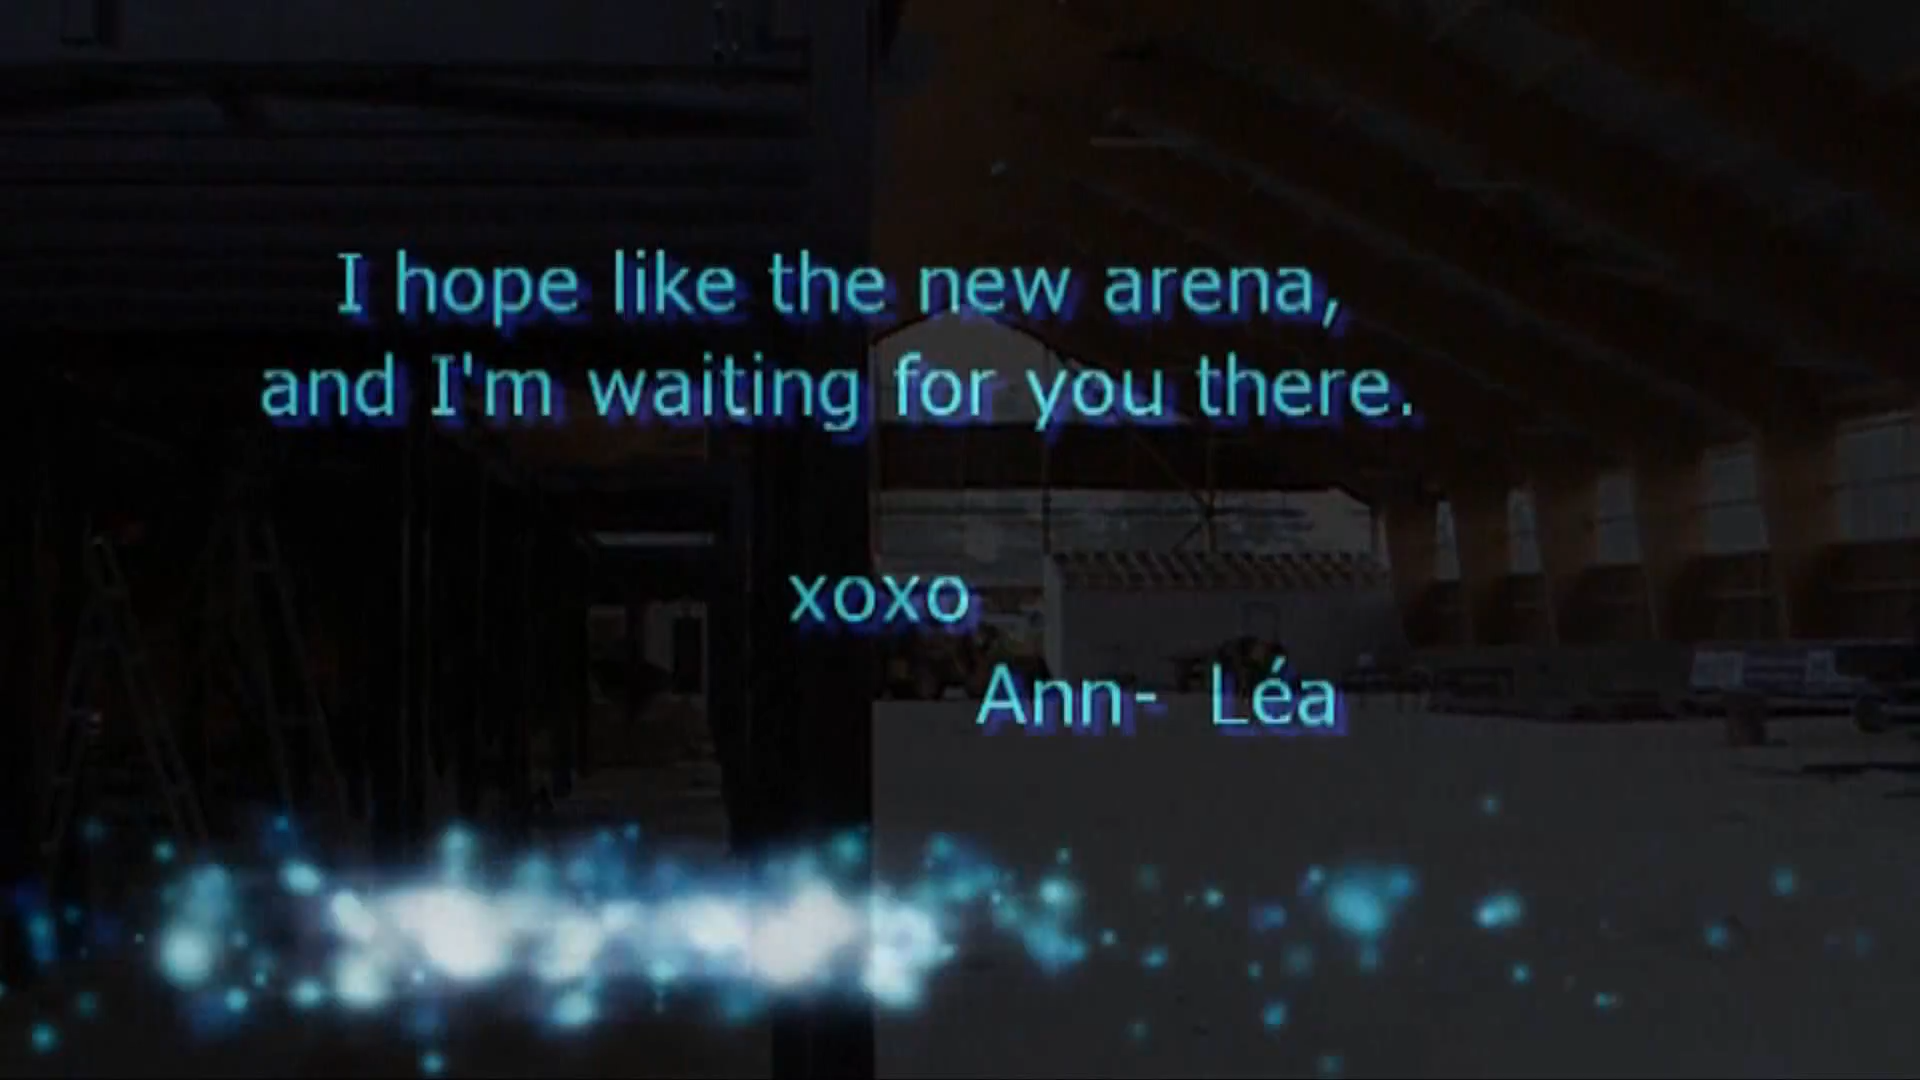 I hope like the new arena,
and I'm waiting for you there.
xoxo
Ann- Léa